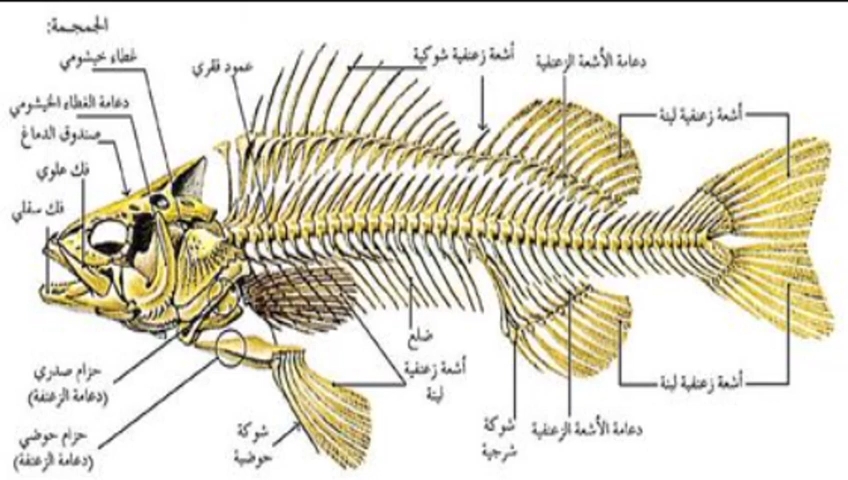 الجمجمة:
غطاء خيشومي
دعامة الغطاء الخيشومي
صندوق الدماغ
فك علوي
فك سفلي
عمود فقري
أشعة زعنفية شوكية
دعامة الأشعة الزعنفية
أشعة زعنفية لينة
ضلع
أشعة زعنفية
لينة
حزام صدري
(دعامة الزعنفة)
حزام حوضي
(دعامة الزعنفة)
شوكة
حوضية
شوكة
شرجية
دعامة الأشعة الزعنفية
أشعة زعنفية لينة